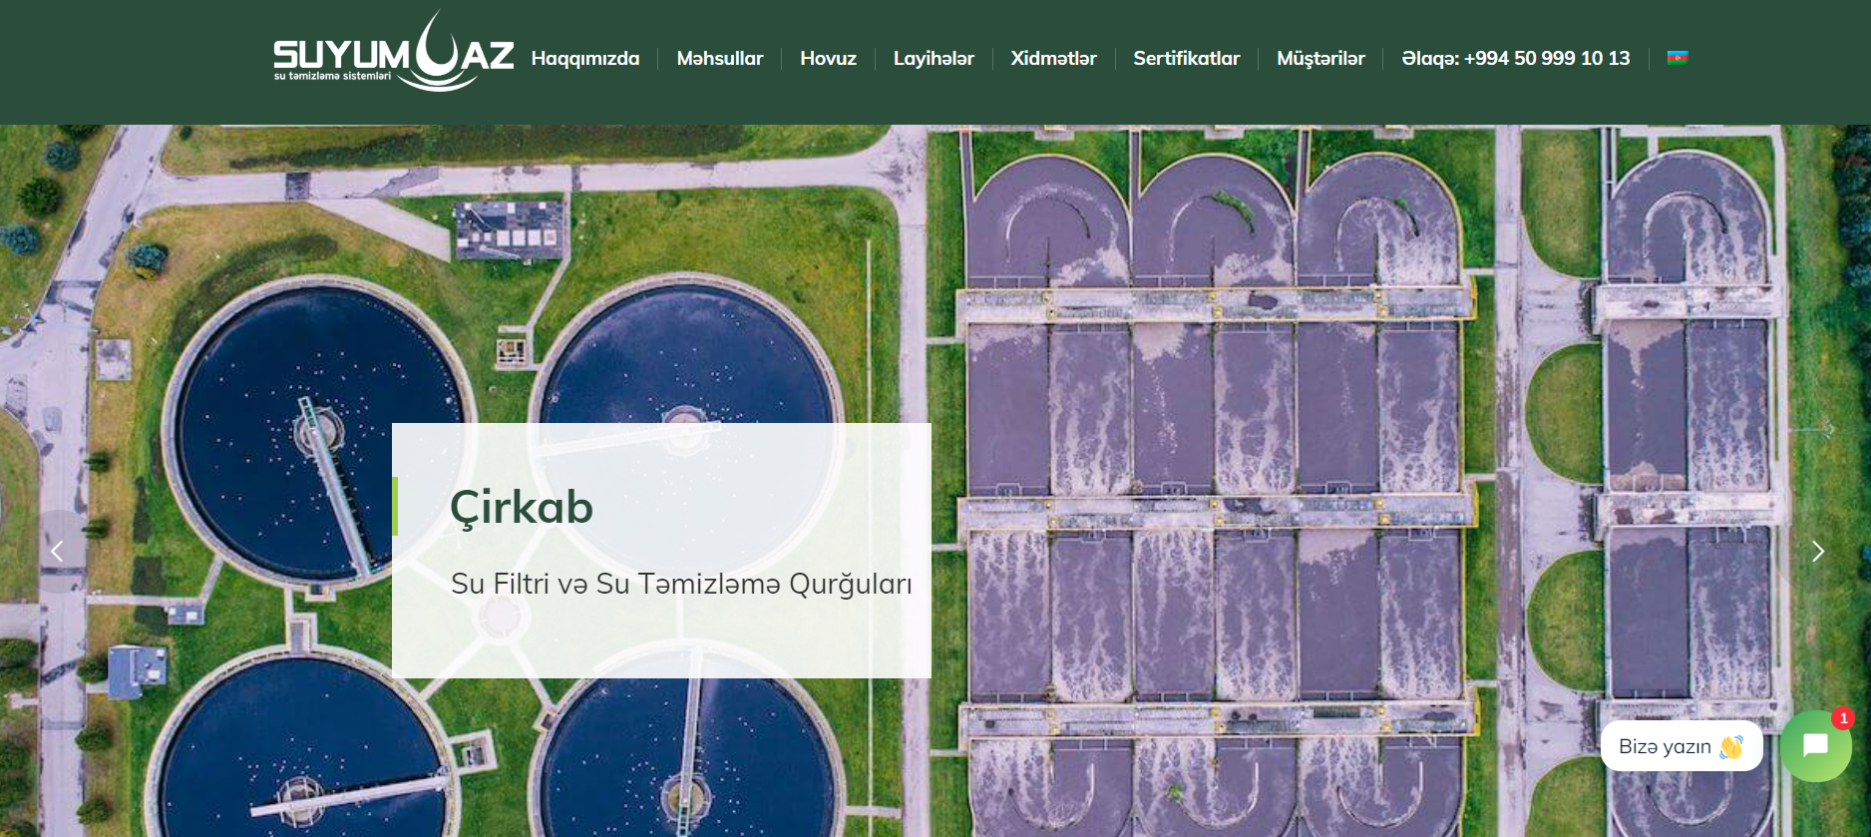 SUYUM AZ
su təmizləmə sistemləri
Haqqımızda
Məhsullar
Hovuz
Layihələr
Xidmətlər
Sertifikatlar
Müştərilər
Əlaqə: +994 50 999 10 13
Çirkab
Su Filtri və Su Təmizləmə Qurğuları
1
Bizə yazın 👋